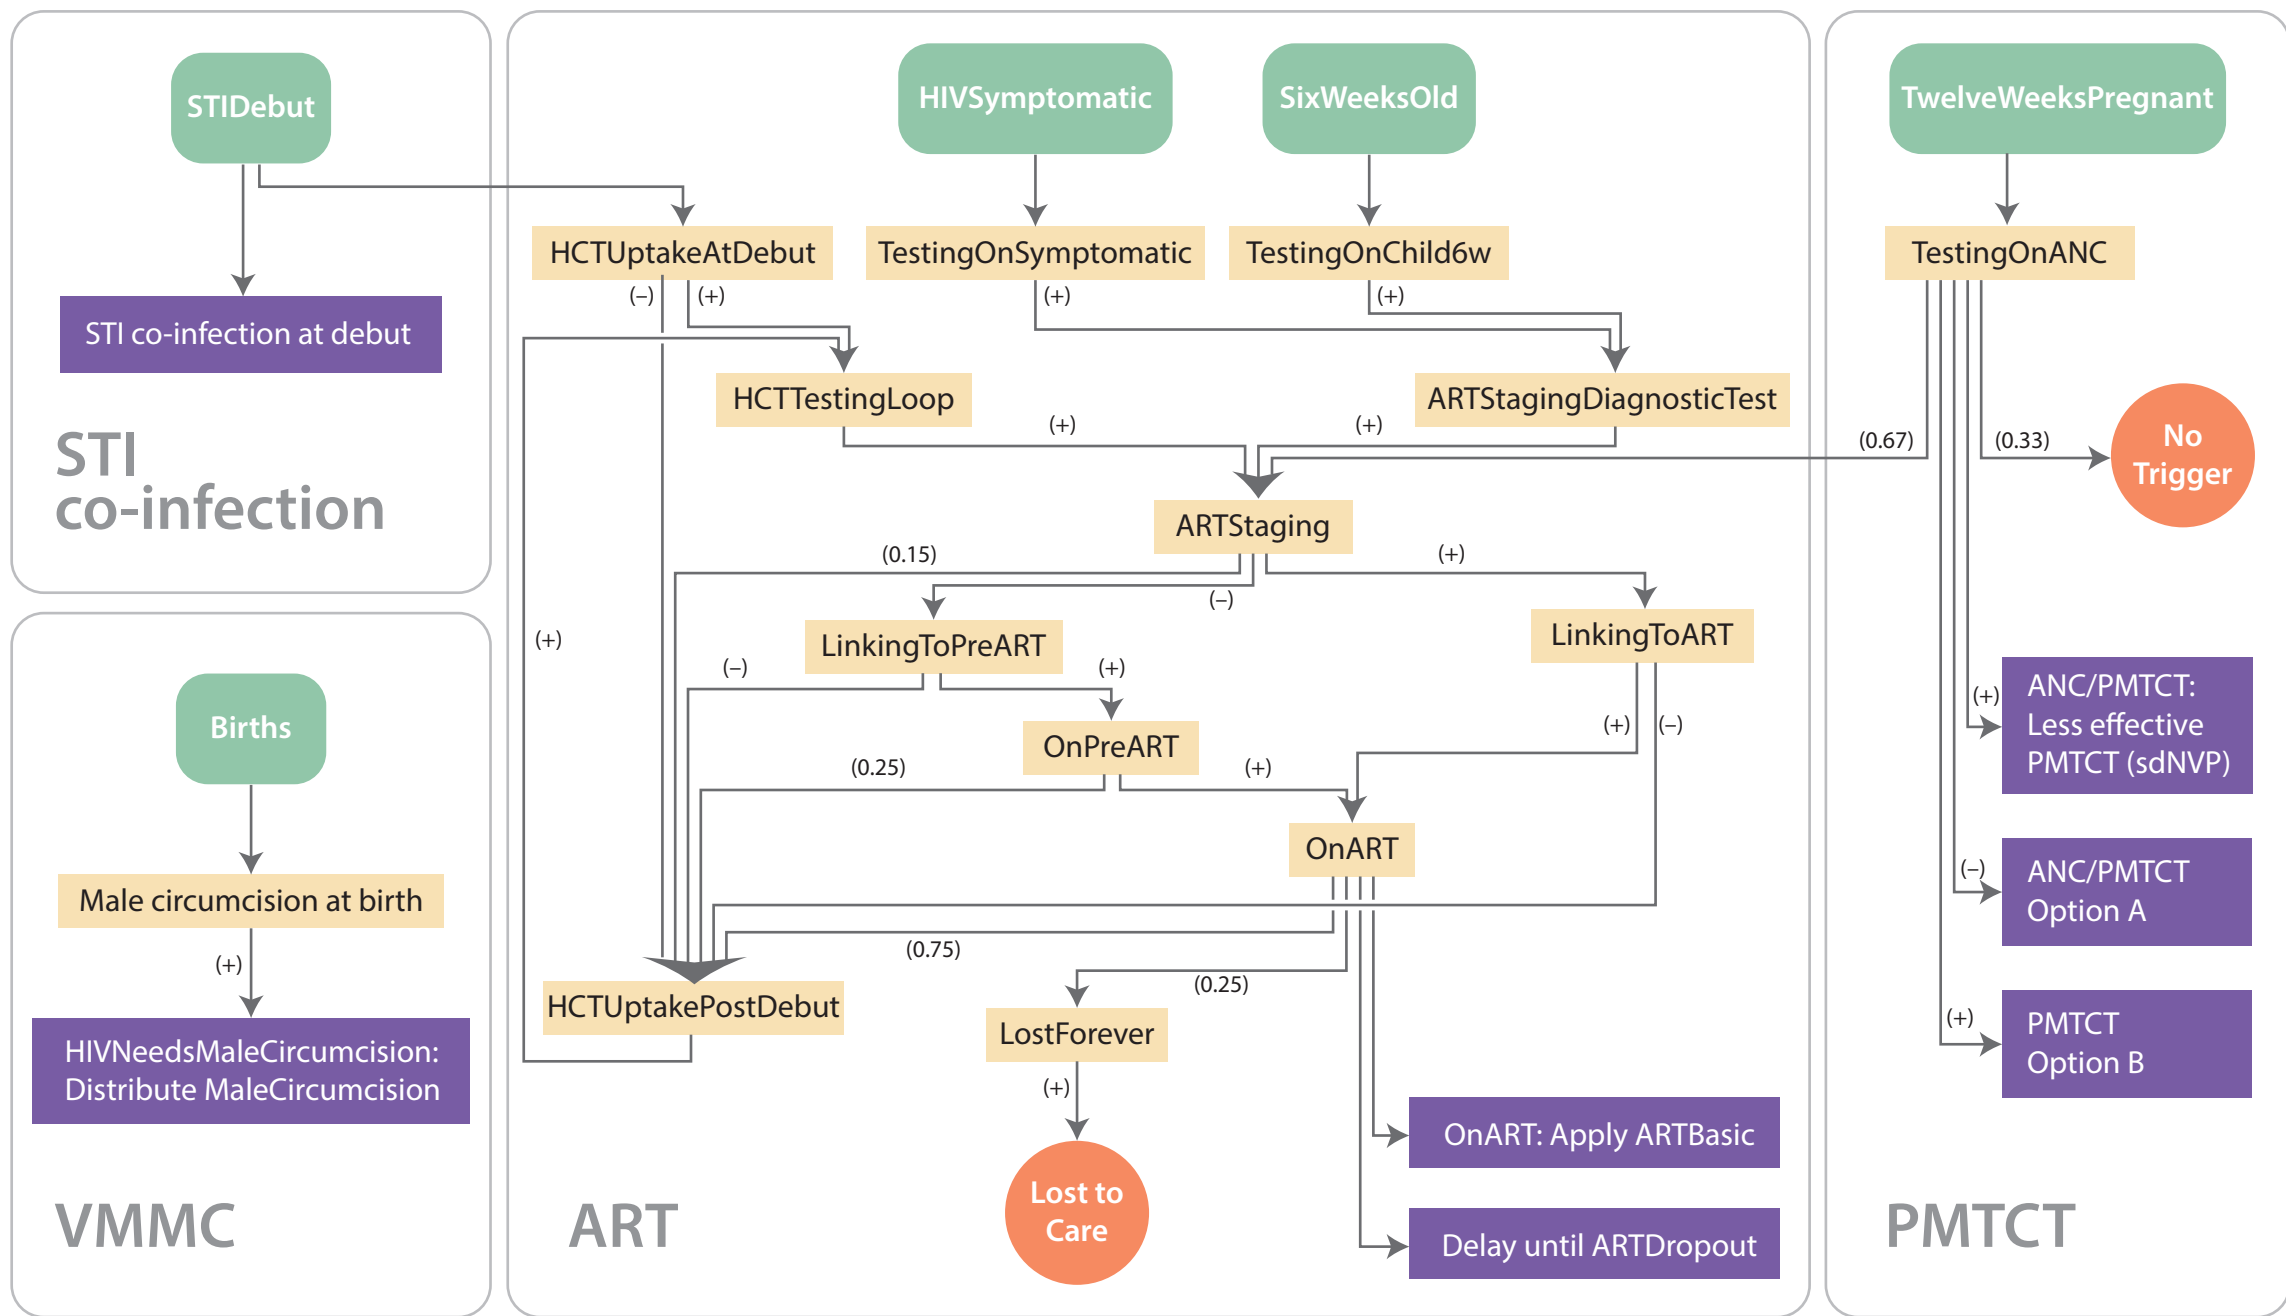 STIDebut
STI co-infection at debut
STI
co-infection
Births
Male circumcision at birth
(+)
HIVNeedsMaleCircumcision:
Distribute MaleCircumcision
VMMC
HIVSymptomatic
SixWeeksOld
HCTUptakeAtDebut
TestingOnSymptomatic
TestingOnChild6w
(–)
(+)
(+)
(+)
HCTTestingLoop
ARTStagingDiagnosticTest
(+)
(+)
ARTStaging
(0.15)
(+)
(–)
(+)
LinkingToPreART
LinkingToART
(–)
(+)
(+)
(–)
OnPreART
(0.25)
(+)
OnART
(0.75)
(0.25)
HCTUptakePostDebut
LostForever
(+)
Lost to
Care
OnART: Apply ARTBasic
Delay until ARTDropout
ART
TwelveWeeksPregnant
TestingOnANC
(0.67)
(0.33)
No
Trigger
(+)
ANC/PMTCT:
Less effective
PMTCT (sdNVP)
(–)
ANC/PMTCT
Option A
(+)
PMTCT
Option B
PMTCT